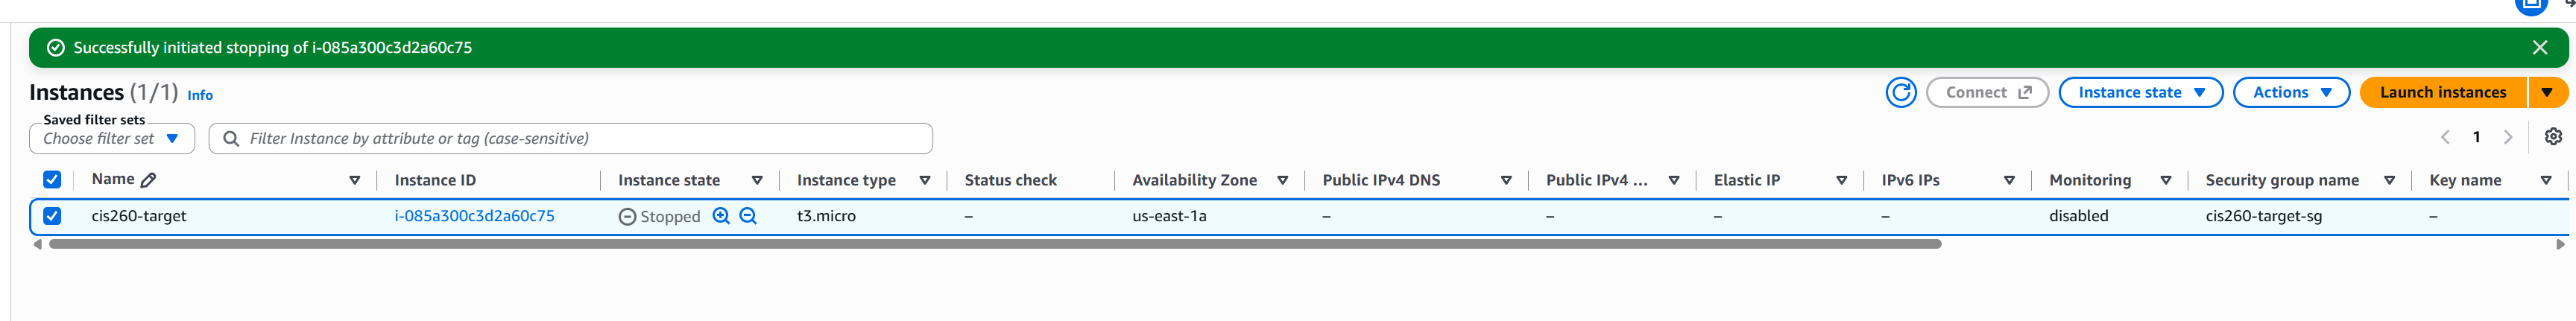 Successfully initiated stopping of i-085a300c3d2a60c75
Instances (1/1) Info
Connect
Instance state
Actions
Launch instances
Saved filter sets
Choose filter set
Filter Instance by attribute or tag (case-sensitive)
1
Name Instance ID Instance state Instance type Status check Availability Zone Public IPv4 DNS Public IPv4 ... Elastic IP IPv6 IPs Monitoring Security group name Key name
cis260-target i-085a300c3d2a60c75 Stopped t3.micro – us-east-1a – – – – disabled cis260-target-sg –